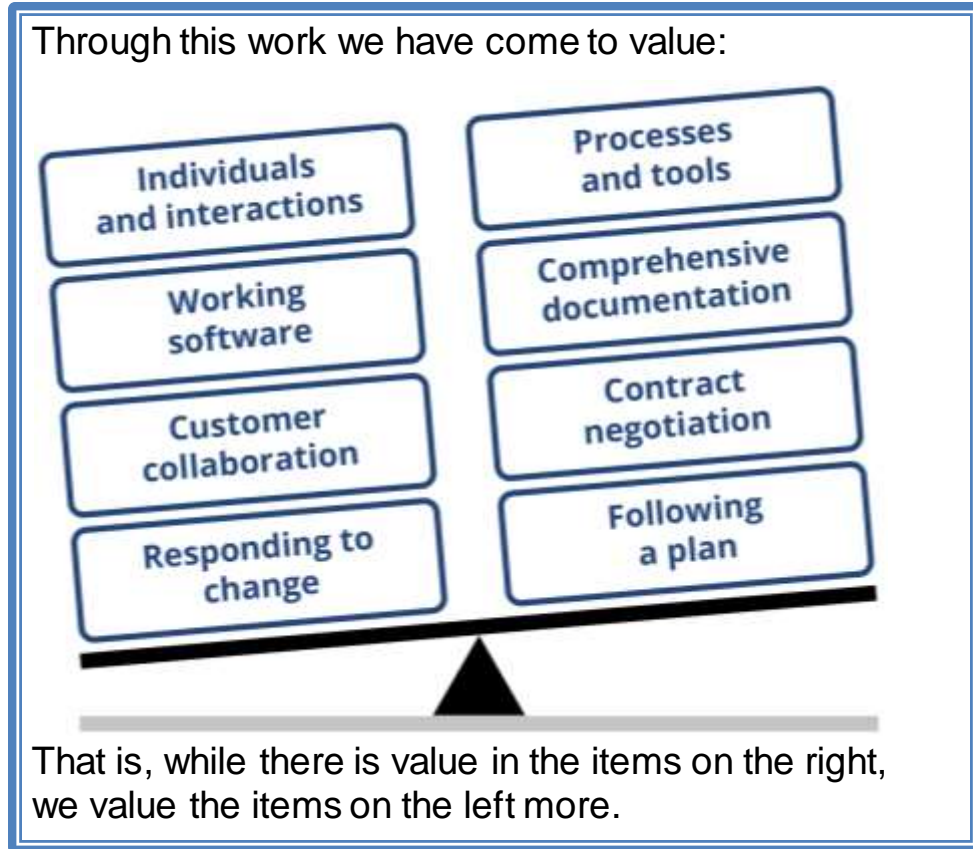 Through this work we have come to value:
Individuals
and interactions
Processes
and tools
Working
software
Comprehensive
documentation
Customer
collaboration
Contract
negotiation
Responding to
change
Following
a plan
That is, while there is value in the items on the right,
we value the items on the left more.